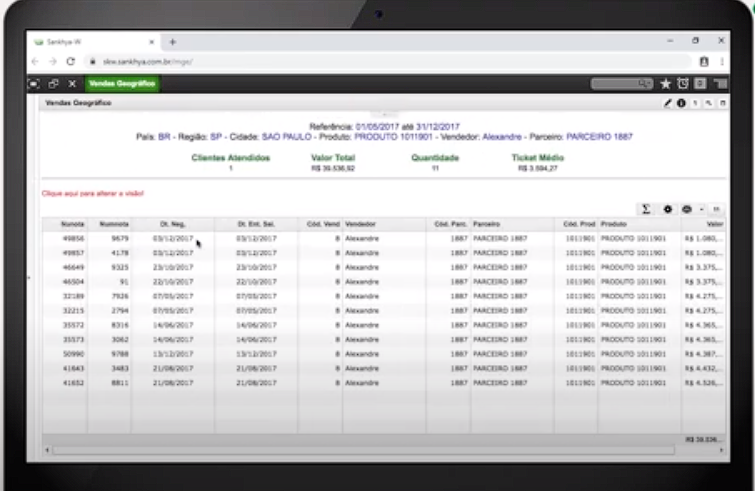 Sankhya-W
skw.sankhya.com.br/mge/
Vendas Geográfico
Vendas Geográfico
Referência: 01/05/2017 até 31/12/2017
País: BR - Região: SP - Cidade: SAO PAULO - Produto: PRODUTO 1011901 - Vendedor: Alexandre - Parceiro: PARCEIRO 1887
Clientes Atendidos Valor Total Quantidade Ticket Médio
1 R$ 39.536,92 11 R$ 3.594,27
Clique aqui para alterar a visão!
Nunota Numnota Dt. Neg. Dt. Ent. Sai. Cód. Vend Vendedor Cód. Parc. Parceiro Cód. Prod Produto Valor
49856 9679 03/12/2017 03/12/2017 8 Alexandre 1887 PARCEIRO 1887 1011901 PRODUTO 1011901 R$ 1.080,...
49857 4178 03/12/2017 03/12/2017 8 Alexandre 1887 PARCEIRO 1887 1011901 PRODUTO 1011901 R$ 1.080,...
46649 9325 23/10/2017 23/10/2017 8 Alexandre 1887 PARCEIRO 1887 1011901 PRODUTO 1011901 R$ 3.375,...
46504 91 22/10/2017 22/10/2017 8 Alexandre 1887 PARCEIRO 1887 1011901 PRODUTO 1011901 R$ 3.375,...
32189 7926 07/05/2017 07/05/2017 8 Alexandre 1887 PARCEIRO 1887 1011901 PRODUTO 1011901 R$ 4.275,...
32215 2794 07/05/2017 07/05/2017 8 Alexandre 1887 PARCEIRO 1887 1011901 PRODUTO 1011901 R$ 4.275,...
35572 8316 14/06/2017 14/06/2017 8 Alexandre 1887 PARCEIRO 1887 1011901 PRODUTO 1011901 R$ 4.365,...
35573 3062 14/06/2017 14/06/2017 8 Alexandre 1887 PARCEIRO 1887 1011901 PRODUTO 1011901 R$ 4.365,...
50990 9788 13/12/2017 13/12/2017 8 Alexandre 1887 PARCEIRO 1887 1011901 PRODUTO 1011901 R$ 4.387,...
41643 3483 21/08/2017 21/08/2017 8 Alexandre 1887 PARCEIRO 1887 1011901 PRODUTO 1011901 R$ 4.432,...
41652 8811 21/08/2017 21/08/2017 8 Alexandre 1887 PARCEIRO 1887 1011901 PRODUTO 1011901 R$ 4.526,...
R$ 39.536,...